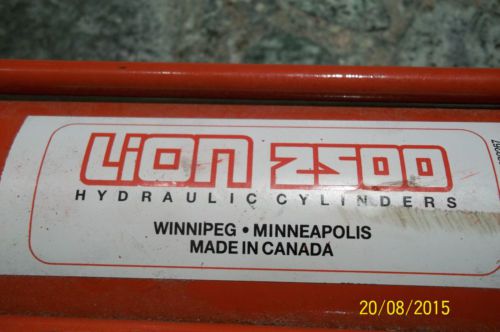 LION 2500
HYDRAULIC CYLINDERS
WINNIPEG • MINNEAPOLIS
MADE IN CANADA
20/08/2015